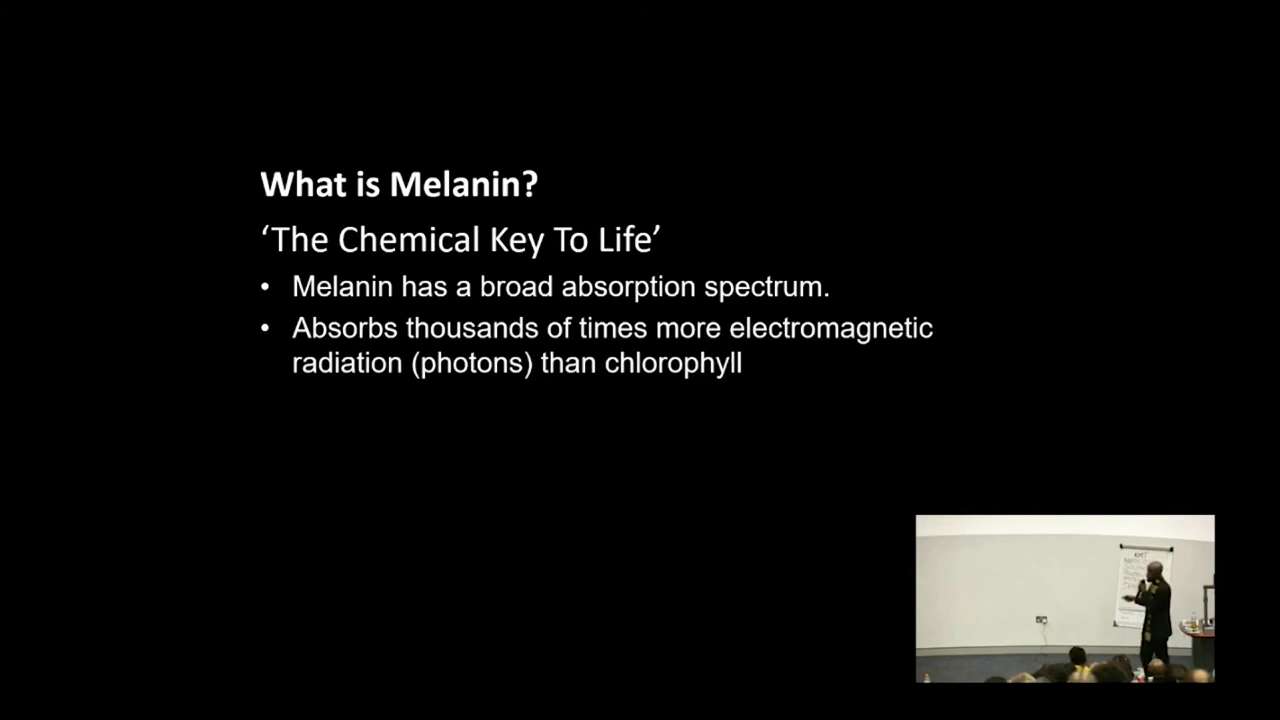 What is Melanin?
‘The Chemical Key To Life’
• Melanin has a broad absorption spectrum.
• Absorbs thousands of times more electromagnetic
radiation (photons) than chlorophyll